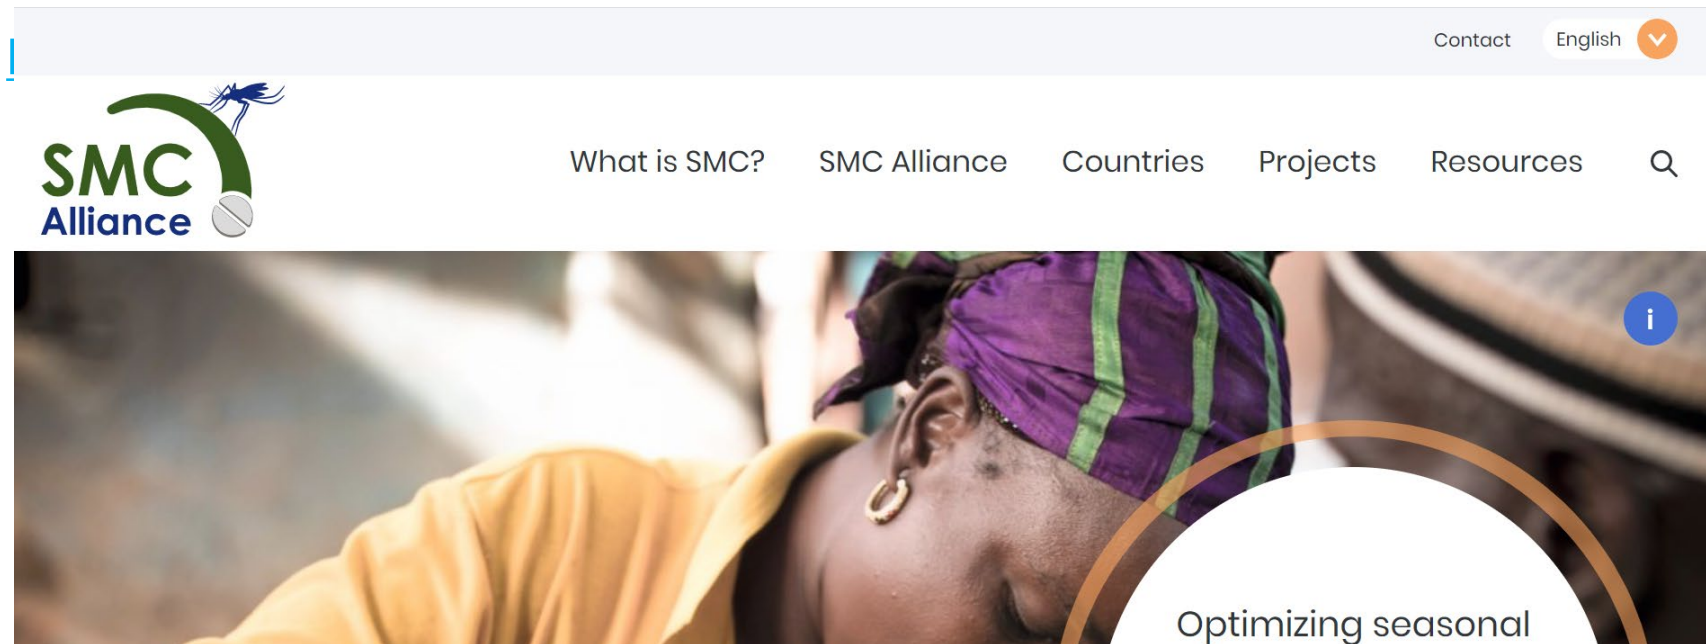 Contact English
SMC
Alliance
What is SMC? SMC Alliance Countries Projects Resources
i
Optimizing seasonal